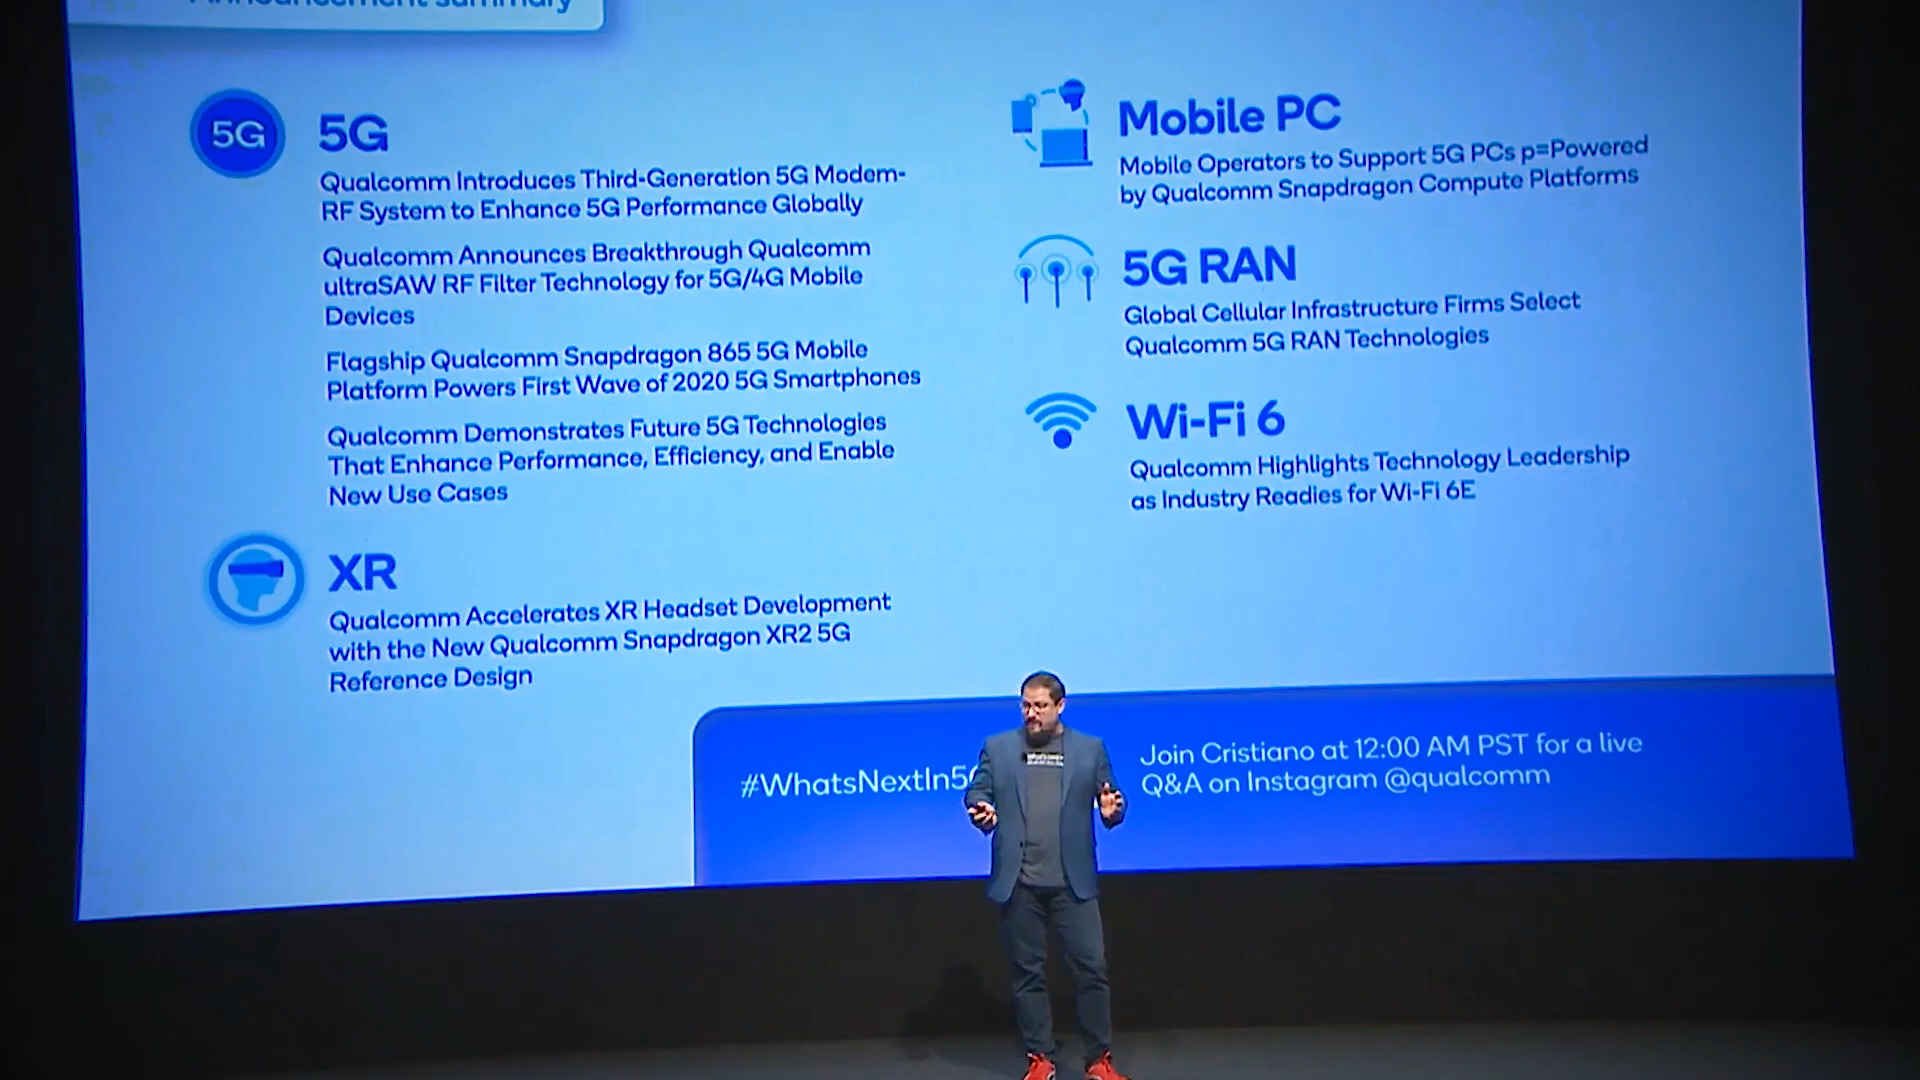 Announcement summary
5G
5G
Qualcomm Introduces Third-Generation 5G Modem-
RF System to Enhance 5G Performance Globally
Qualcomm Announces Breakthrough Qualcomm
ultraSAW RF Filter Technology for 5G/4G Mobile
Devices
Flagship Qualcomm Snapdragon 865 5G Mobile
Platform Powers First Wave of 2020 5G Smartphones
Qualcomm Demonstrates Future 5G Technologies
That Enhance Performance, Efficiency, and Enable
New Use Cases
XR
Qualcomm Accelerates XR Headset Development
with the New Qualcomm Snapdragon XR2 5G
Reference Design
Mobile PC
Mobile Operators to Support 5G PCs p=Powered
by Qualcomm Snapdragon Compute Platforms
5G RAN
Global Cellular Infrastructure Firms Select
Qualcomm 5G RAN Technologies
Wi-Fi 6
Qualcomm Highlights Technology Leadership
as Industry Readies for Wi-Fi 6E
#WhatsNextIn5G
Join Cristiano at 12:00 AM PST for a live
Q&A on Instagram @qualcomm